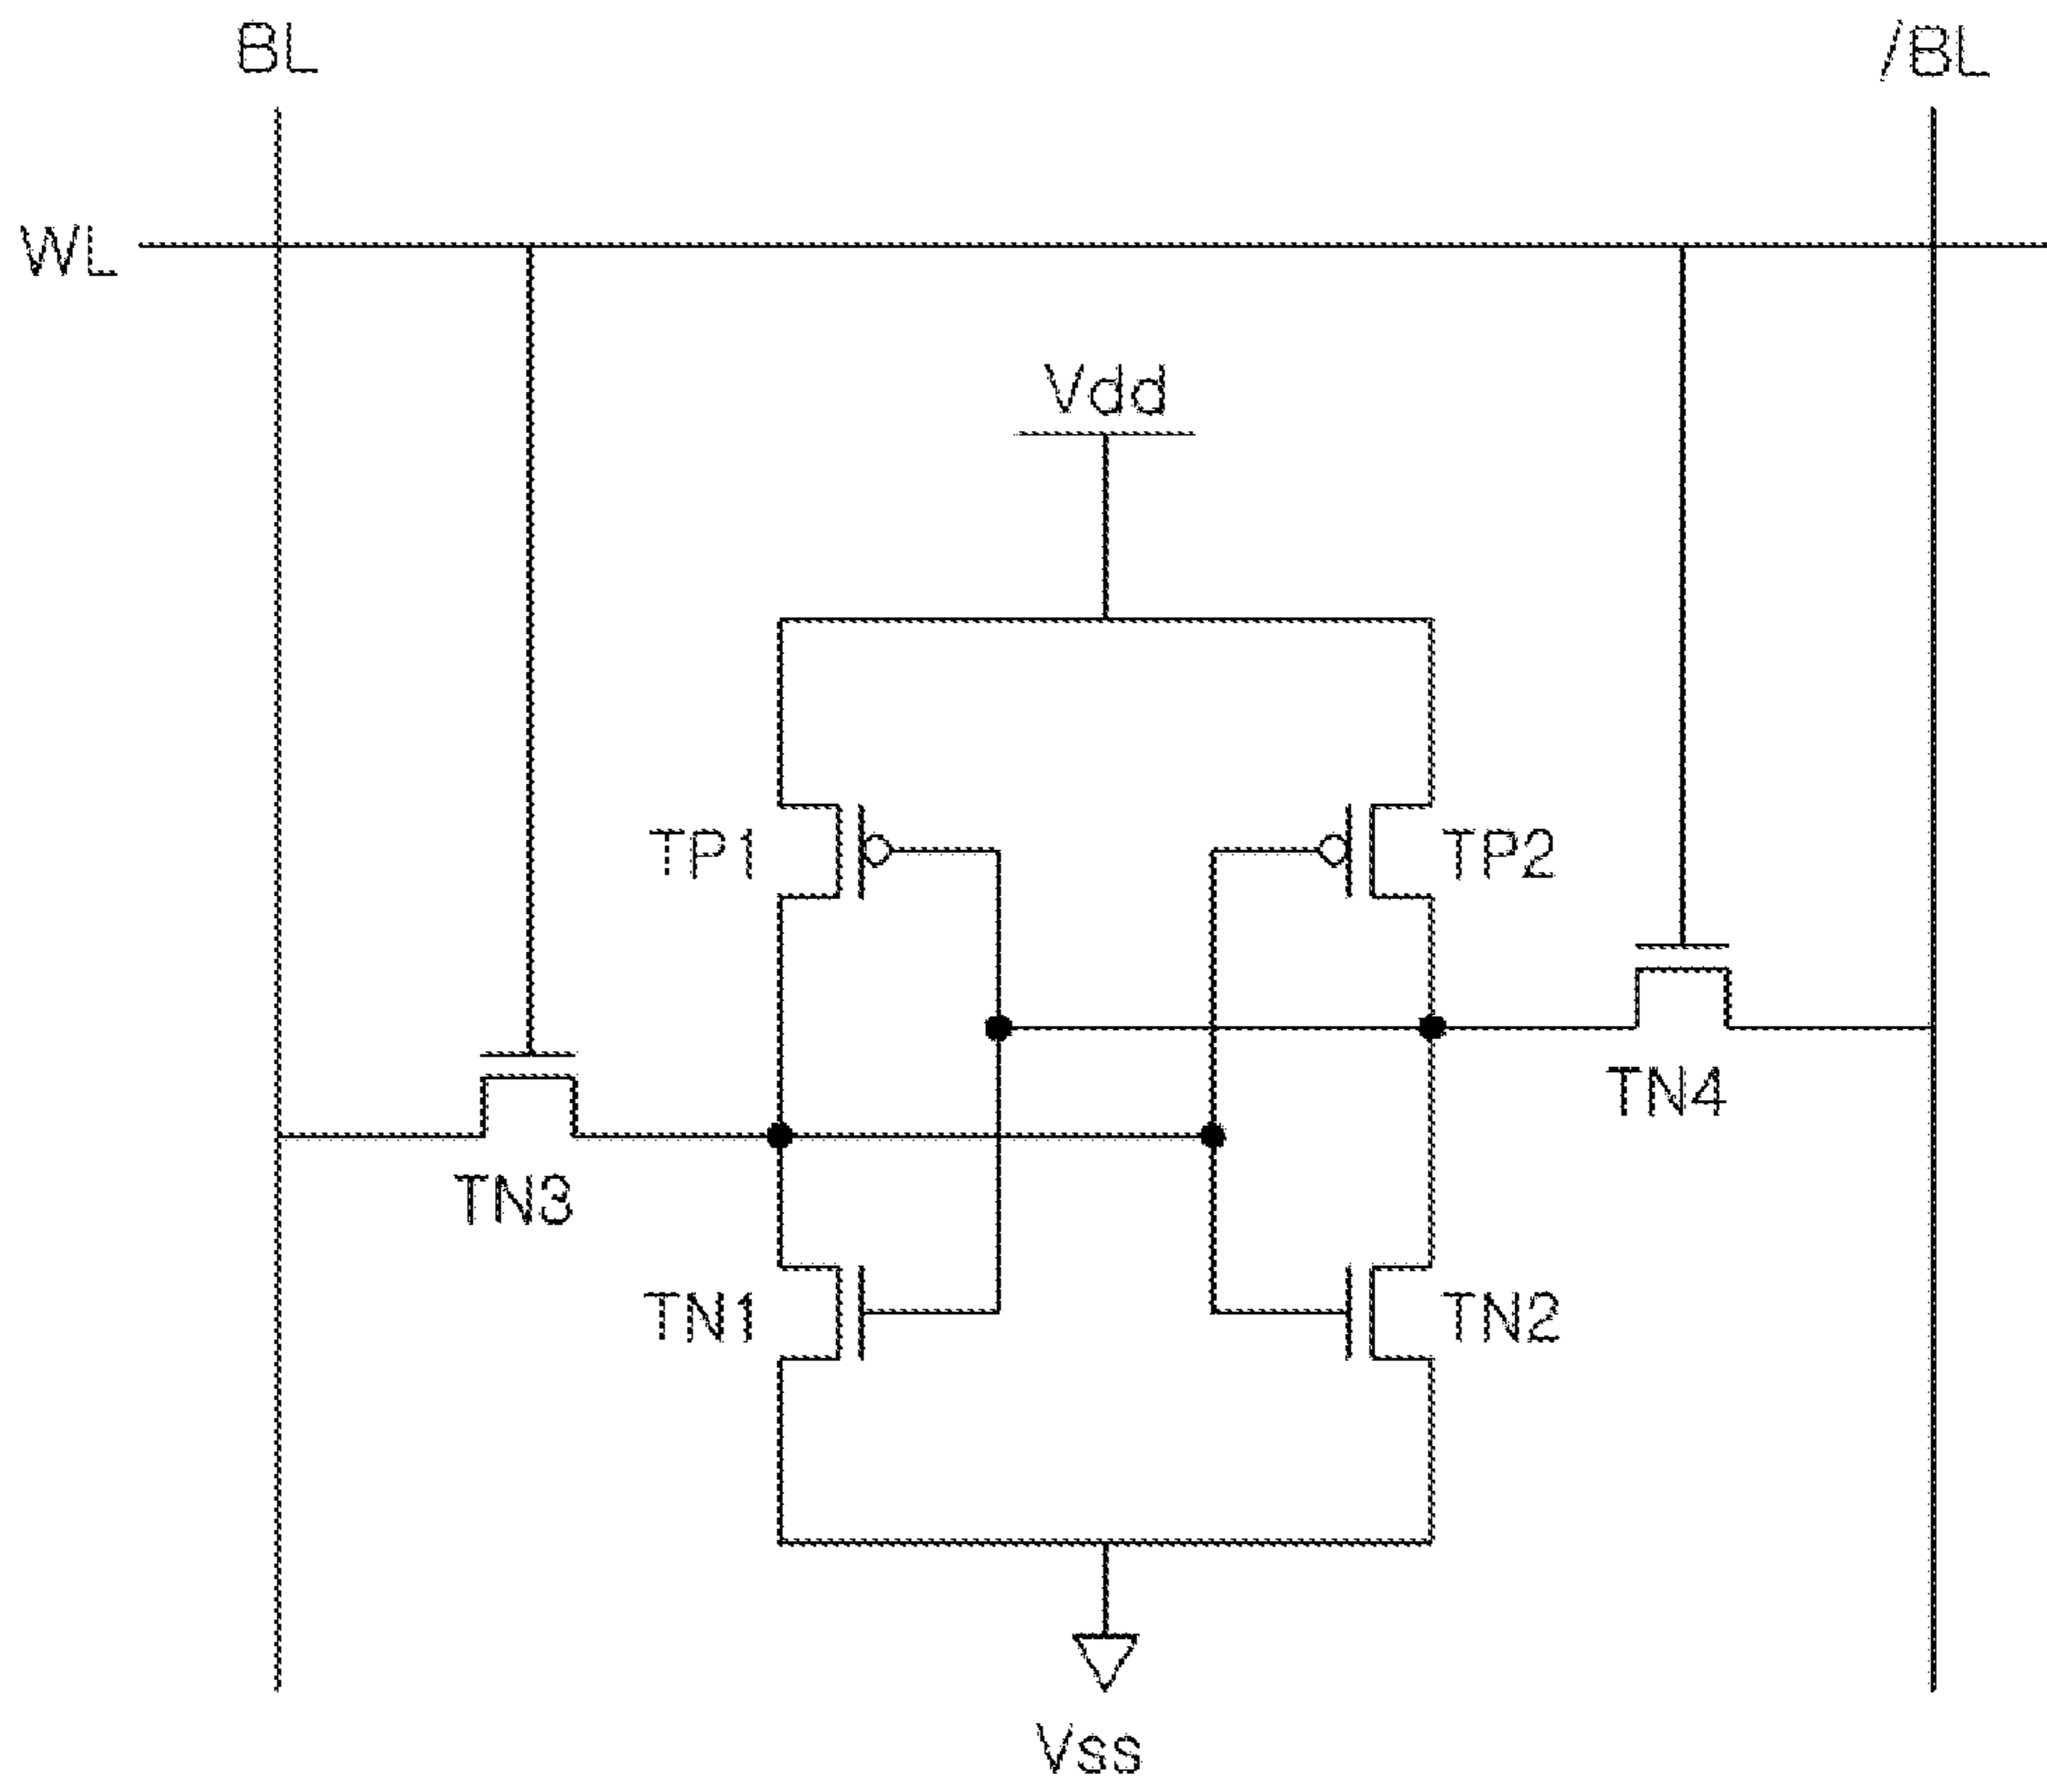 BL
/BL
WL
Vdd
TP1
TP2
TN4
TN3
TN1
TN2
Vss